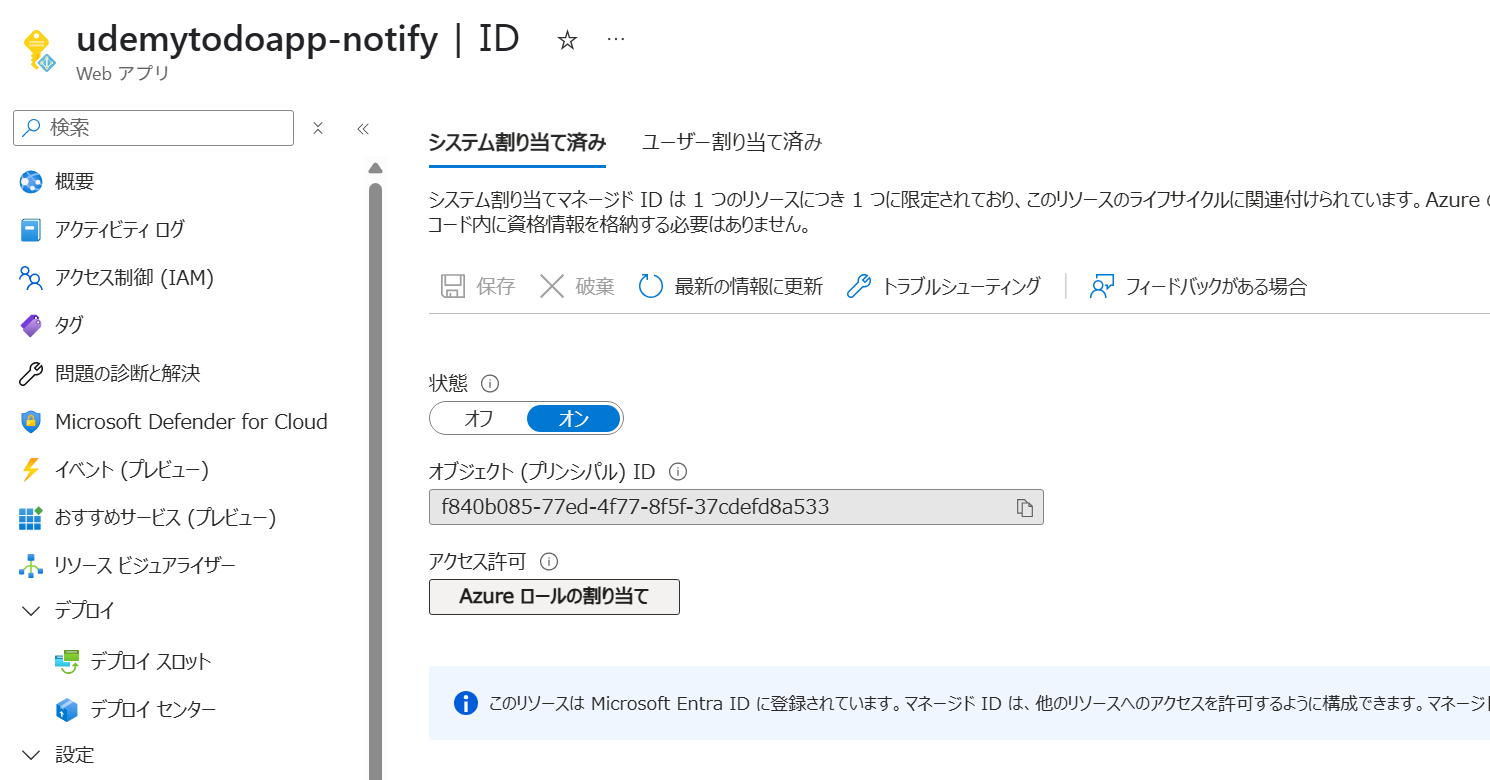 udemytodoapp-notify | ID
Web アプリ
検索
概要
アクティビティ ログ
アクセス制御 (IAM)
タグ
問題の診断と解決
Microsoft Defender for Cloud
イベント (プレビュー)
おすすめサービス (プレビュー)
リソース ビジュアライザー
デプロイ
デプロイ スロット
デプロイ センター
設定
システム割り当て済み ユーザー割り当て済み
システム割り当てマネージド ID は 1 つのリソースにつき 1 つに限定されており、このリソースのライフサイクルに関連付けられています。Azure
コード内に資格情報を格納する必要はありません。
保存 破棄 最新の情報に更新 トラブルシューティング フィードバックがある場合
状態
オフ オン
オブジェクト (プリンシパル) ID
f840b085-77ed-4f77-8f5f-37cdefd8a533
アクセス許可
Azure ロールの割り当て
このリソースは Microsoft Entra ID に登録されています。マネージド ID は、他のリソースへのアクセスを許可するように構成できます。マネージド